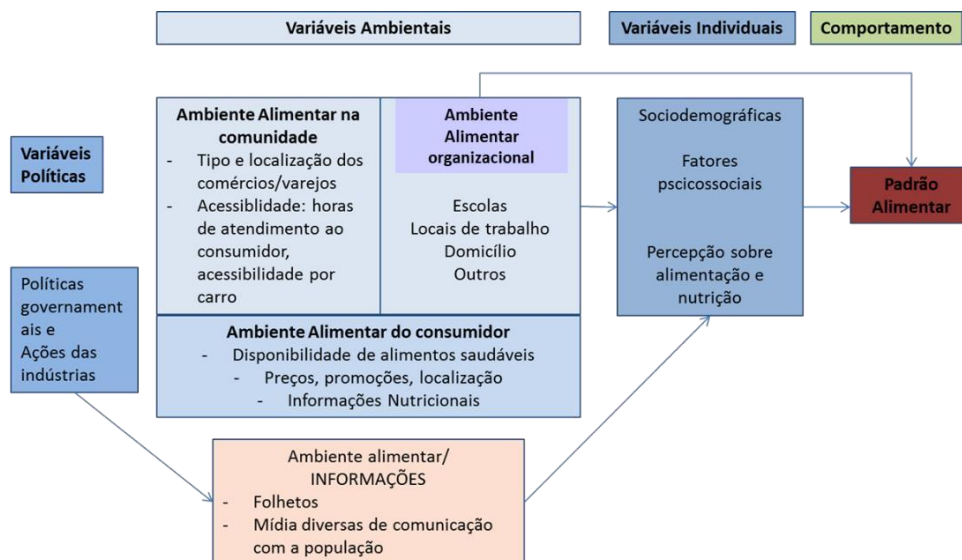 Variáveis Ambientais
Variáveis Individuais
Comportamento
Variáveis
Políticas
Políticas
governament
ais e
Ações das
indústrias
Ambiente Alimentar na
comunidade
- Tipo e localização dos
comércios/varejos
- Acessiblidade: horas
de atendimento ao
consumidor,
acessibilidade por
carro
Ambiente
Alimentar
organizacional
Escolas
Locais de trabalho
Domicílio
Outros
Ambiente Alimentar do consumidor
- Disponibilidade de alimentos saudáveis
- Preços, promoções, localização
- Informações Nutricionais
Ambiente alimentar/
INFORMAÇÕES
- Folhetos
- Mídia diversas de comunicação
com a população
Sociodemográficas
Fatores
pscicossociais
Percepção sobre
alimentação e
nutrição
Padrão
Alimentar